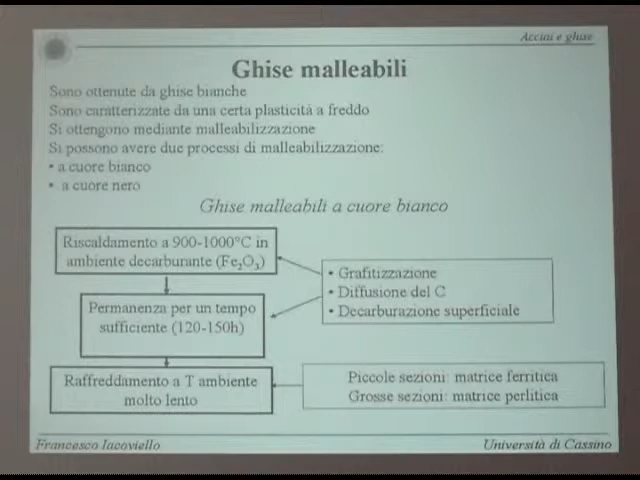 Acciai e ghise
Ghise malleabili
Sono ottenute da ghise bianche
Sono caratterizzate da una certa plasticità a freddo
Si ottengono mediante malleabilizzazione
Si possono avere due processi di malleabilizzazione:
• a cuore bianco
• a cuore nero
Ghise malleabili a cuore bianco
Riscaldamento a 900-1000°C in
ambiente decarburante (Fe₂O₃)
• Grafitizzazione
• Diffusione del C
• Decarburazione superficiale
Permanenza per un tempo
sufficiente (120-150h)
Raffreddamento a T ambiente
molto lento
Piccole sezioni: matrice ferritica
Grosse sezioni: matrice perlitica
Francesco Iacoviello
Università di Cassino